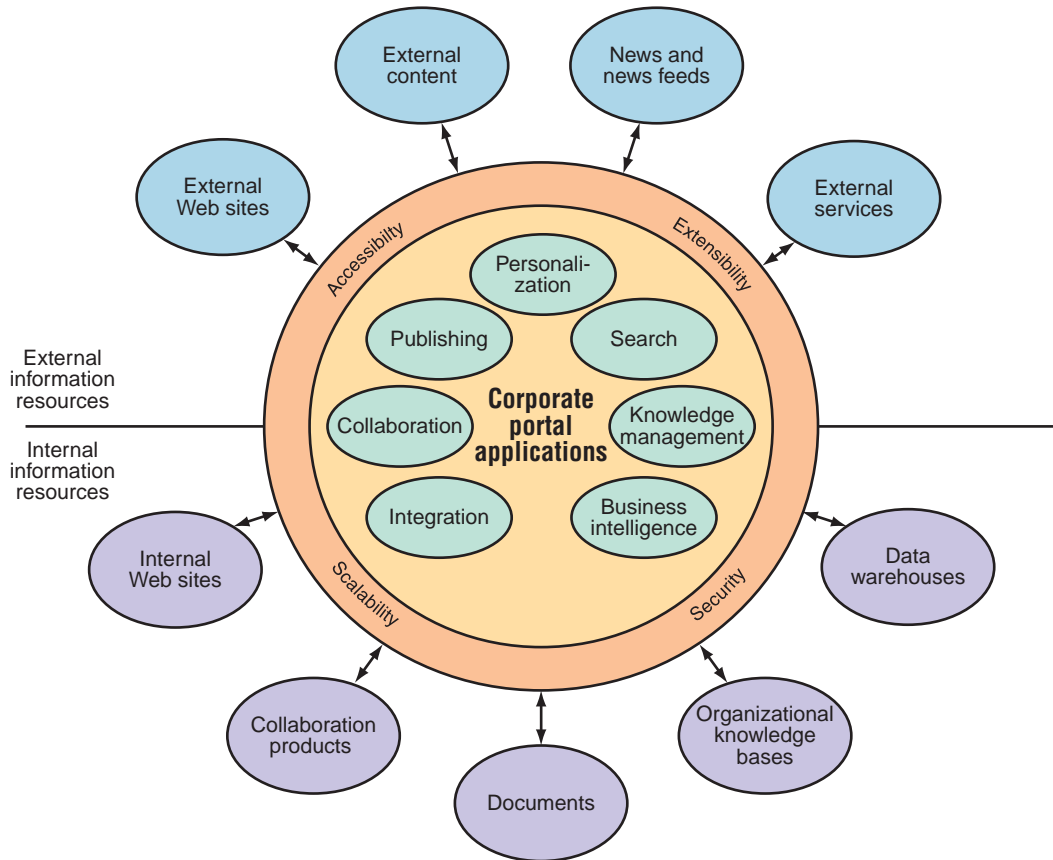 External
content
News and
news feeds
External
Web sites
External
services
Accessibilty
Extensibility
Personali-
zation
Publishing
Search
External
information
resources
Collaboration
Corporate
portal
applications
Knowledge
management
Internal
information
resources
Integration
Business
intelligence
Internal
Web sites
Data
warehouses
Scalability
Security
Collaboration
products
Organizational
knowledge
bases
Documents